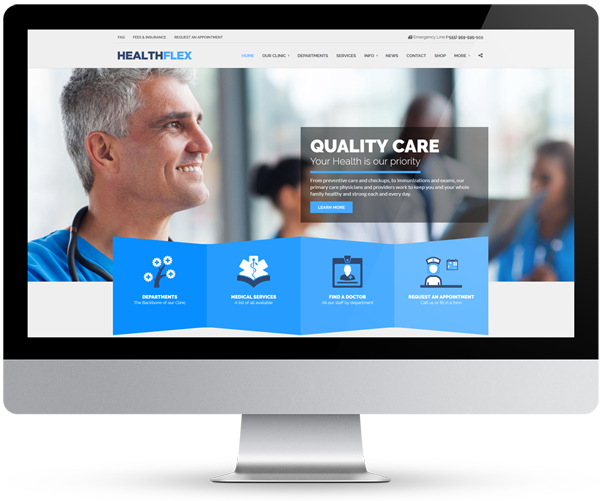 FAQ FEES & INSURANCE REQUEST AN APPOINTMENT
Emergency Line
HEALTHFLEX
HOME OUR CLINIC DEPARTMENTS SERVICES INFO NEWS CONTACT SHOP MORE
QUALITY CARE
Your Health is our priority
From preventive care and checkups, to immunizations and exams, our
primary care physicians and providers work to keep you and your whole
family healthy and strong each and every day.
LEARN MORE
DEPARTMENTS
The Backbone of our Clinic
MEDICAL SERVICES
A list of all available
FIND A DOCTOR
All our staff by department
REQUEST AN APPOINTMENT
Call us or fill in a form